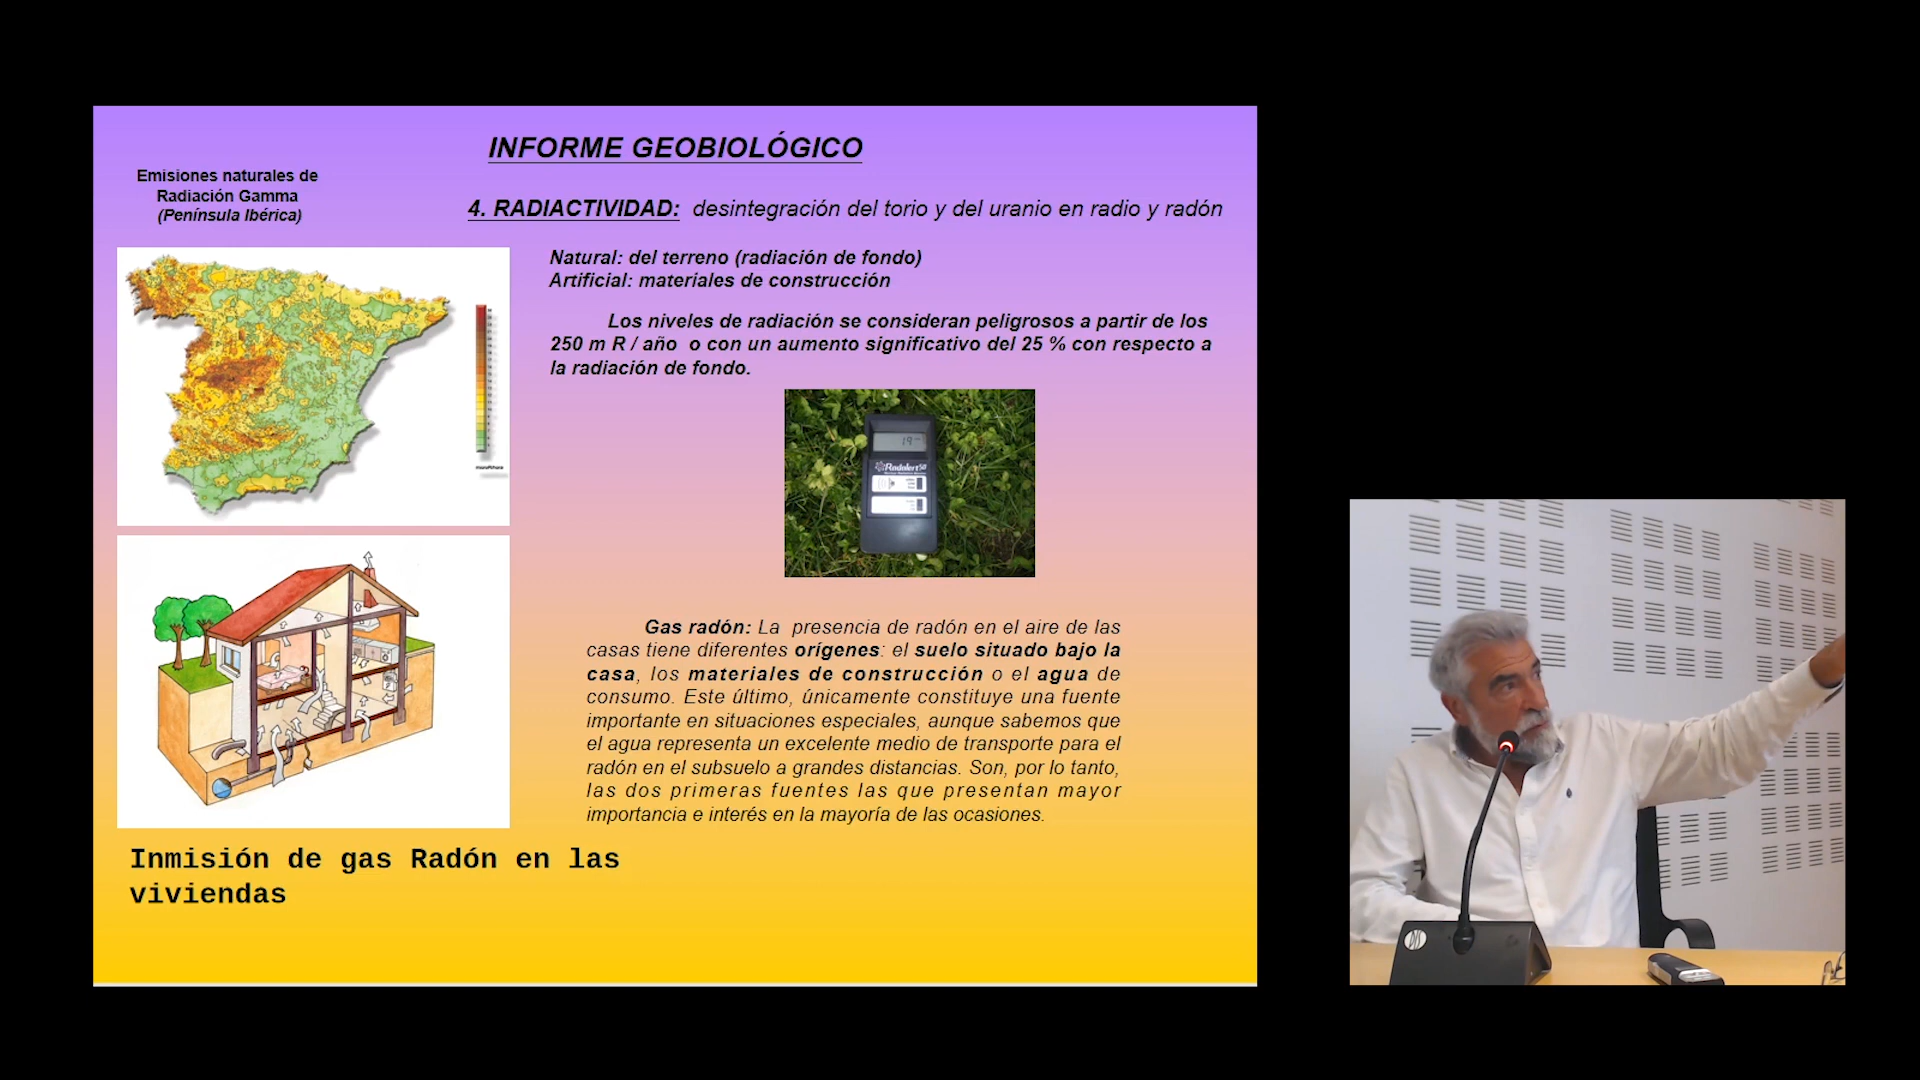 INFORME GEOBIOLÓGICO
Emisiones naturales de
Radiación Gamma
(Península Ibérica)
4. RADIACTIVIDAD: desintegración del torio y del uranio en radio y radón
Natural: del terreno (radiación de fondo)
Artificial: materiales de construcción
Los niveles de radiación se consideran peligrosos a partir de los
250 m R / año o con un aumento significativo del 25 % con respecto a
la radiación de fondo.
19
Radalert50
Gas radón: La presencia de radón en el aire de las
casas tiene diferentes orígenes: el suelo situado bajo la
casa, los materiales de construcción o el agua de
consumo. Este último, únicamente constituye una fuente
importante en situaciones especiales, aunque sabemos que
el agua representa un excelente medio de transporte para el
radón en el subsuelo a grandes distancias. Son, por lo tanto,
las dos primeras fuentes las que presentan mayor
importancia e interés en la mayoría de las ocasiones.
Inmisión de gas Radón en las
viviendas